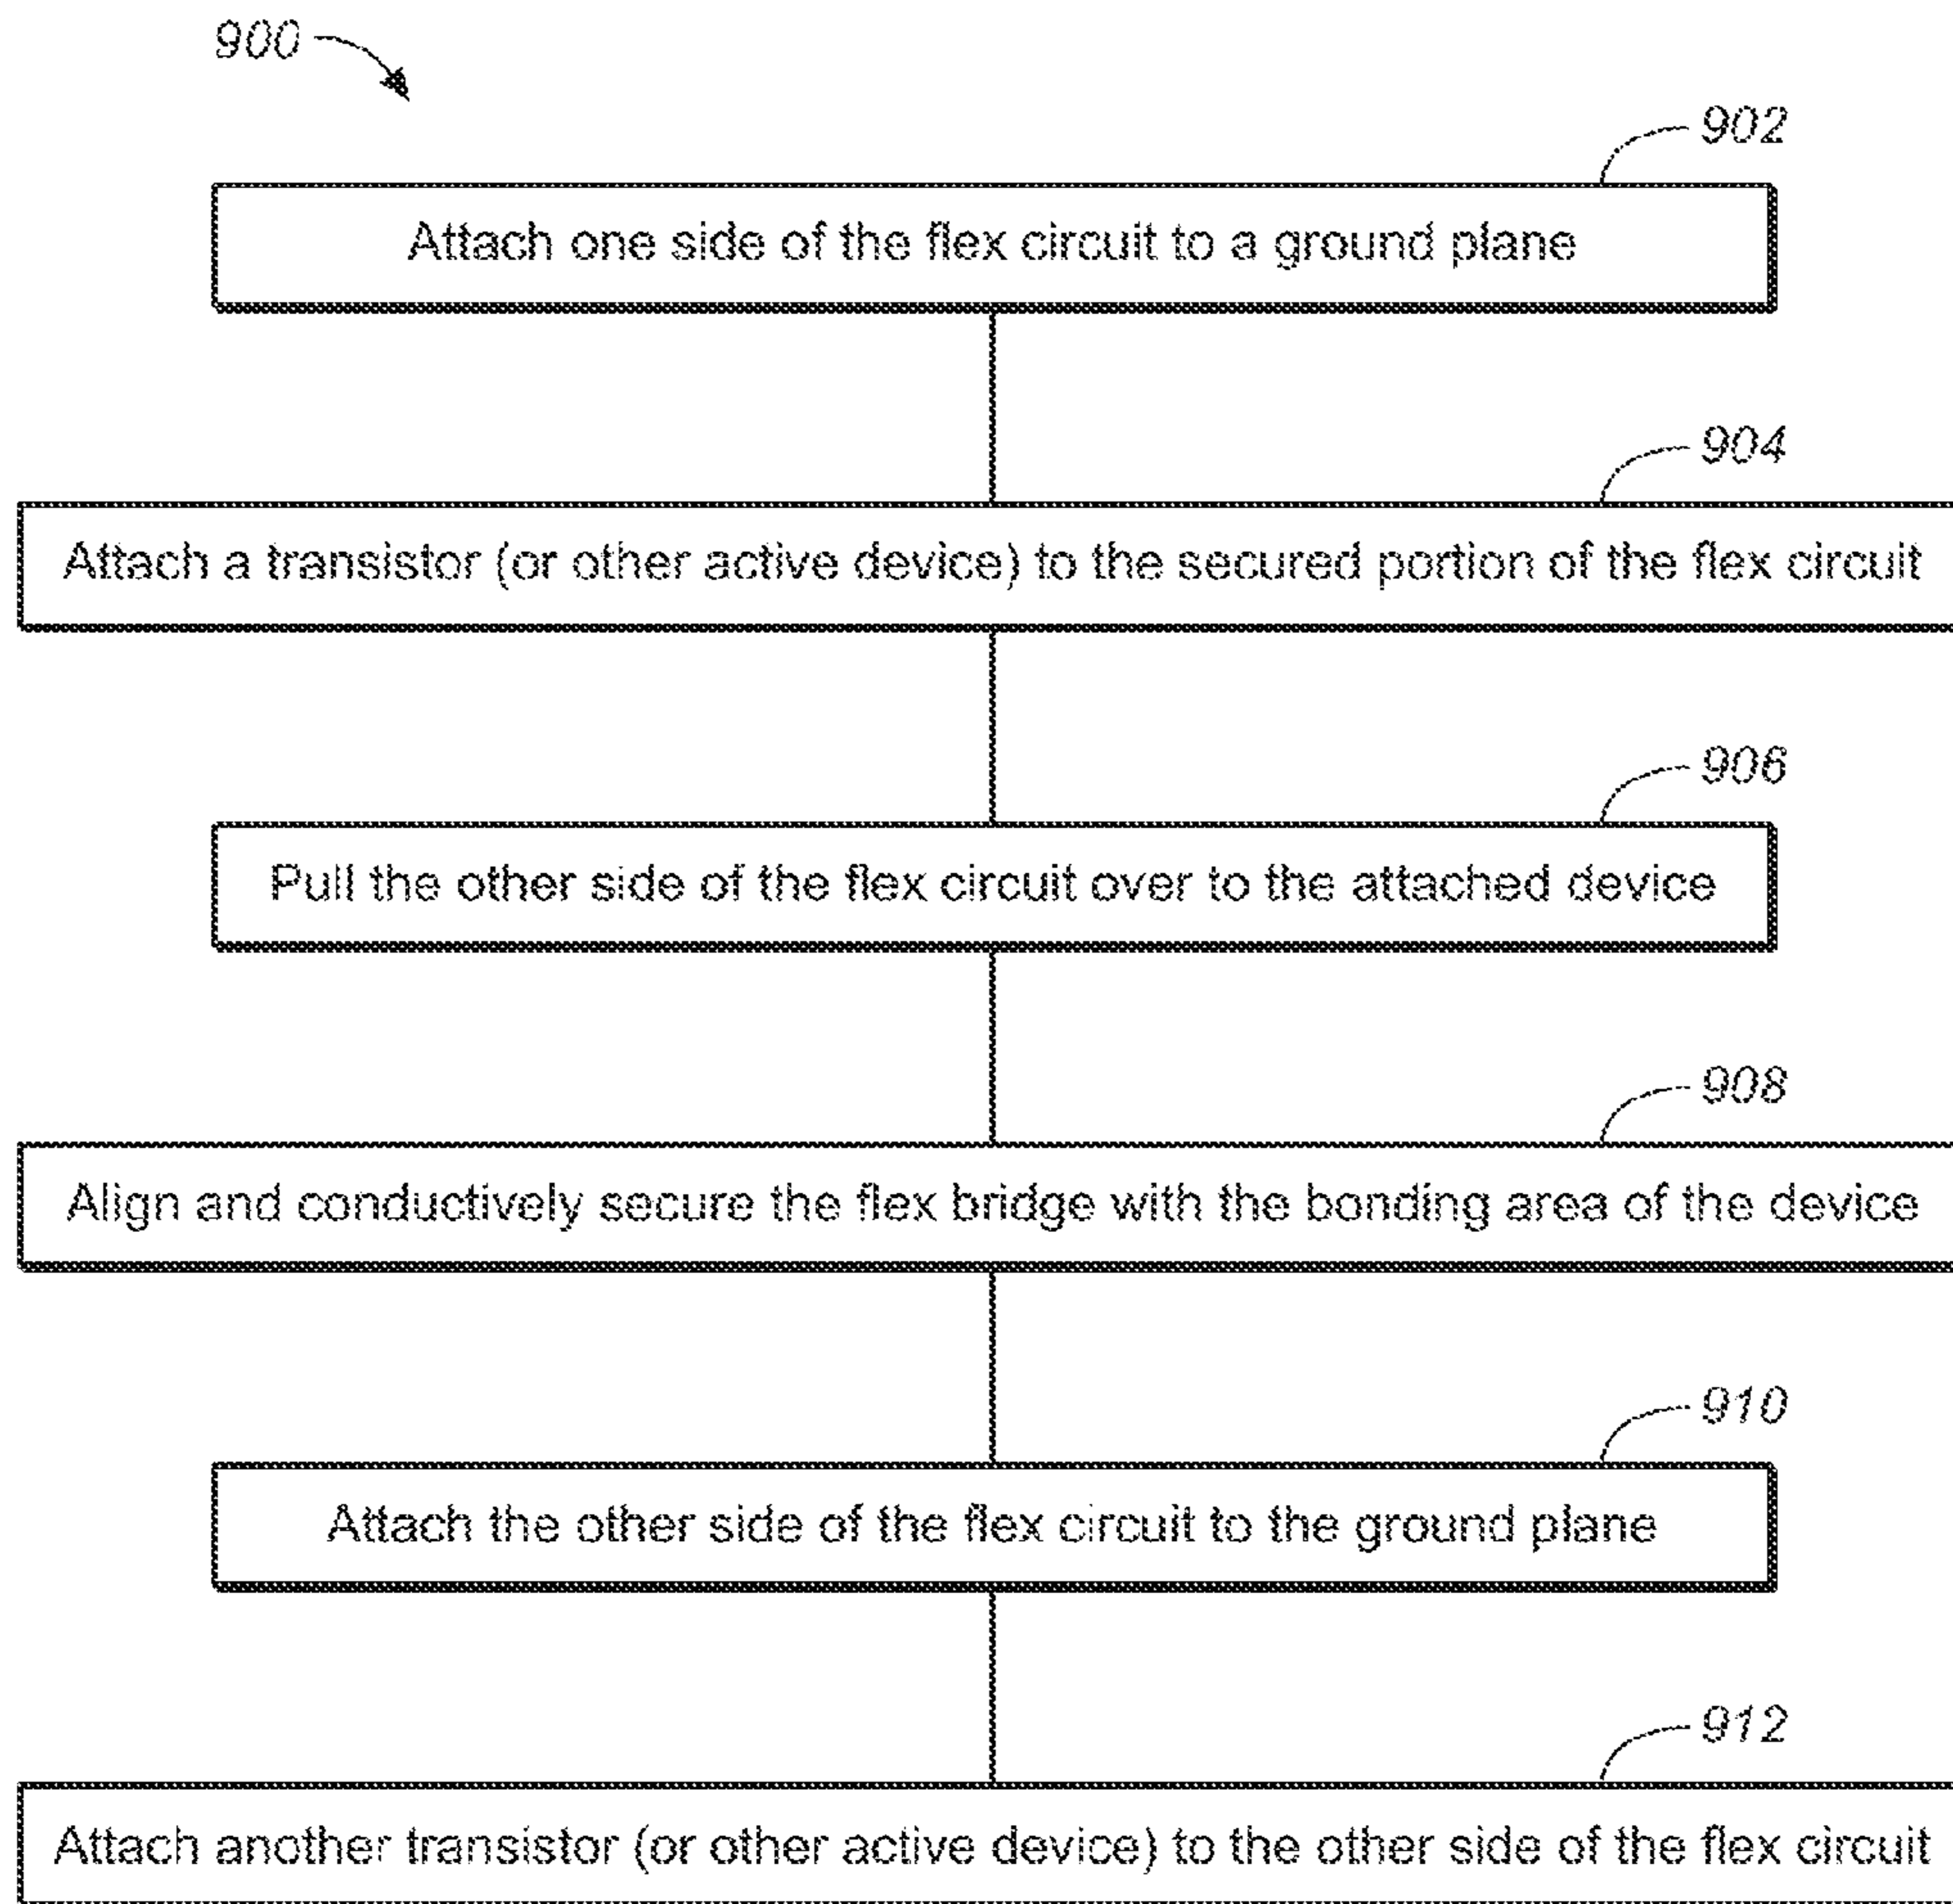 900
902
Attach one side of the flex circuit to a ground plane
904
Attach a transistor (or other active device) to the secured portion of the flex circuit
906
Pull the other side of the flex circuit over to the attached device
908
Align and conductively secure the flex bridge with the bonding area of the device
910
Attach the other side of the flex circuit to the ground plane
912
Attach another transistor (or other active device) to the other side of the flex circuit